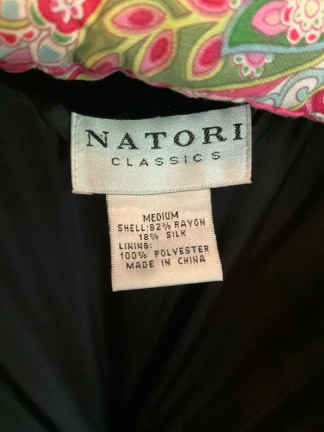 NATORI
CLASSICS
MEDIUM
SHELL:82% RAYON
18% SILK
LINING:
100% POLYESTER
MADE IN CHINA